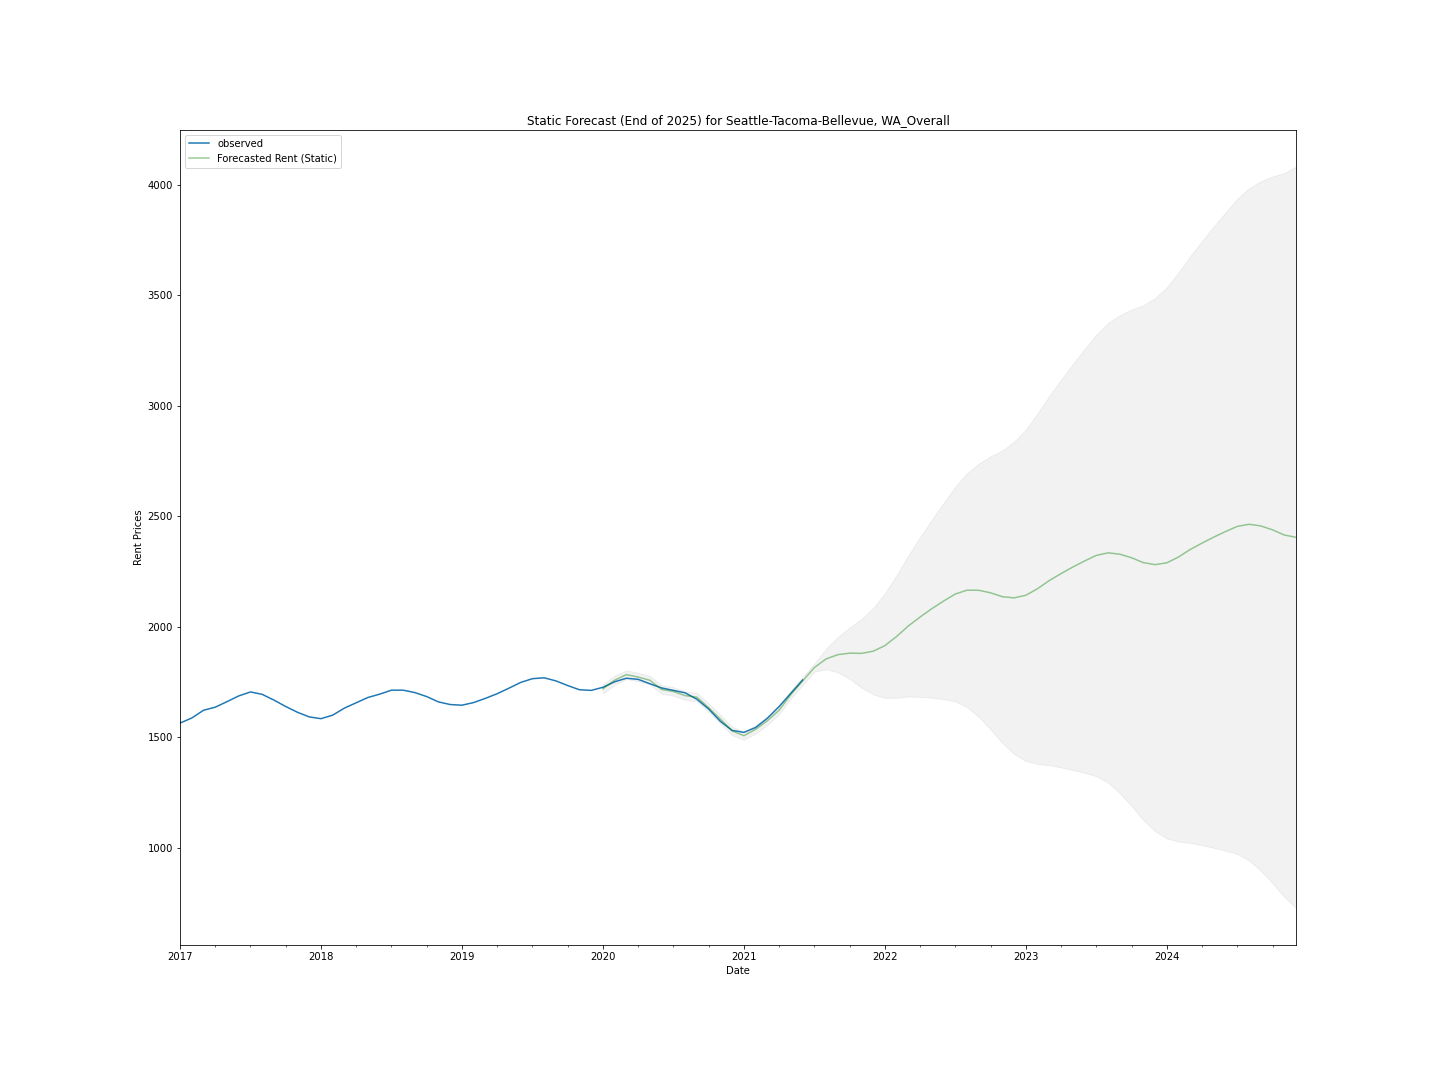 Static Forecast (End of 2025) for Seattle-Tacoma-Bellevue, WA_Overall
observed
Forecasted Rent (Static)
4000
3500
3000
2500
2000
1500
1000
Rent Prices
2017 2018 2019 2020 2021 2022 2023 2024
Date